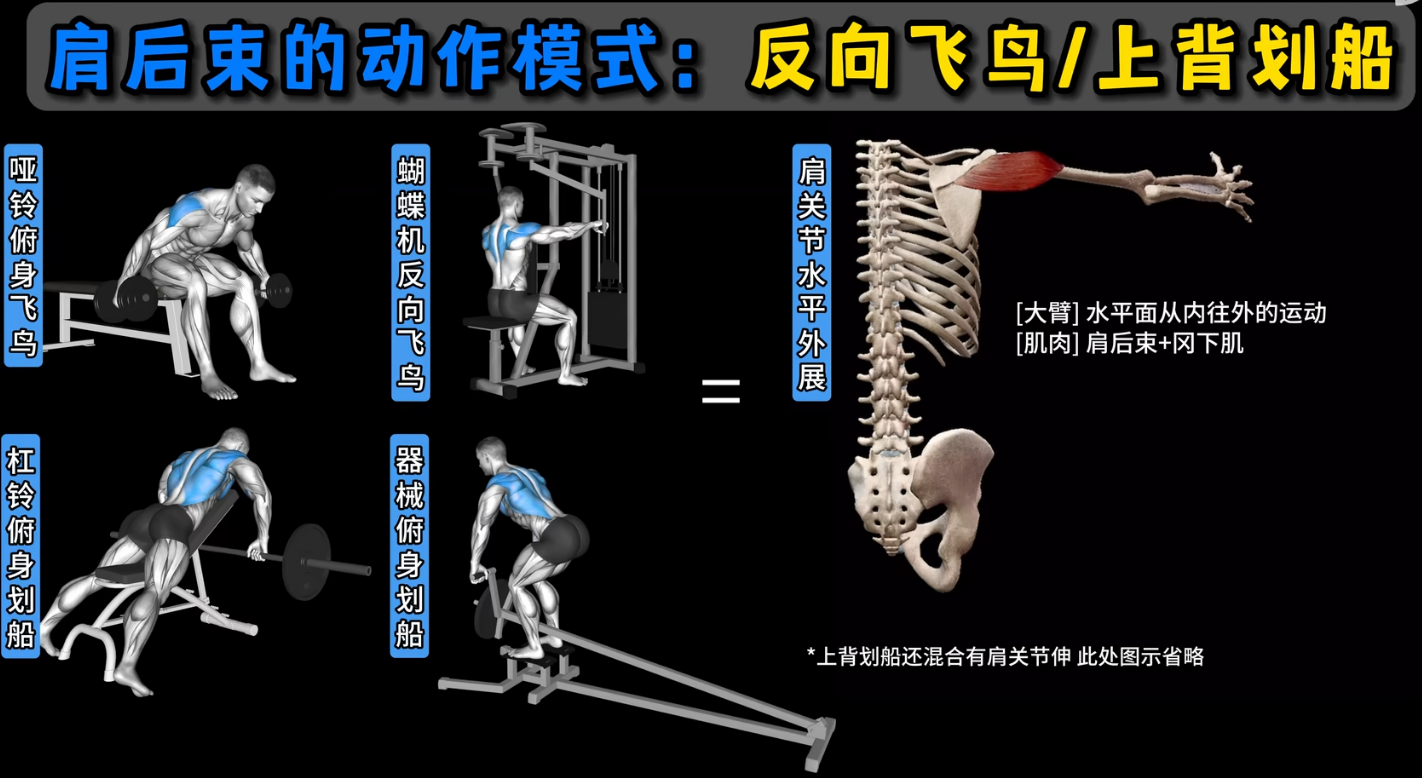 肩后束的动作模式：反向飞鸟/上背划船
哑铃俯身飞鸟
蝴蝶机反向飞鸟
肩关节水平外展
=
[大臂] 水平面从内往外的运动
[肌肉] 肩后束+冈下肌
杠铃俯身划船
器械俯身划船
*上背划船还混合有肩关节伸 此处图示省略